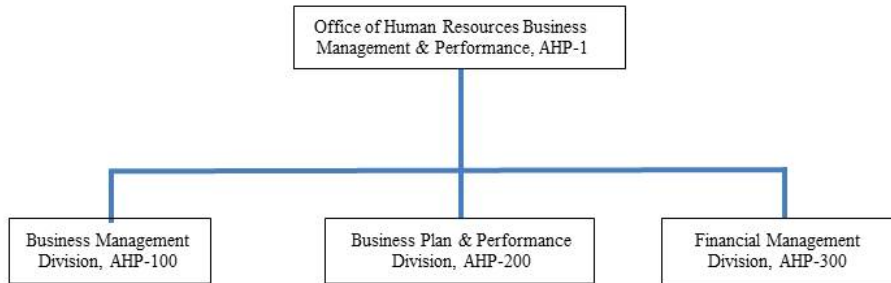 Office of Human Resources Business
Management & Performance, AHP-1
Business Management
Division, AHP-100
Business Plan & Performance
Division, AHP-200
Financial Management
Division, AHP-300